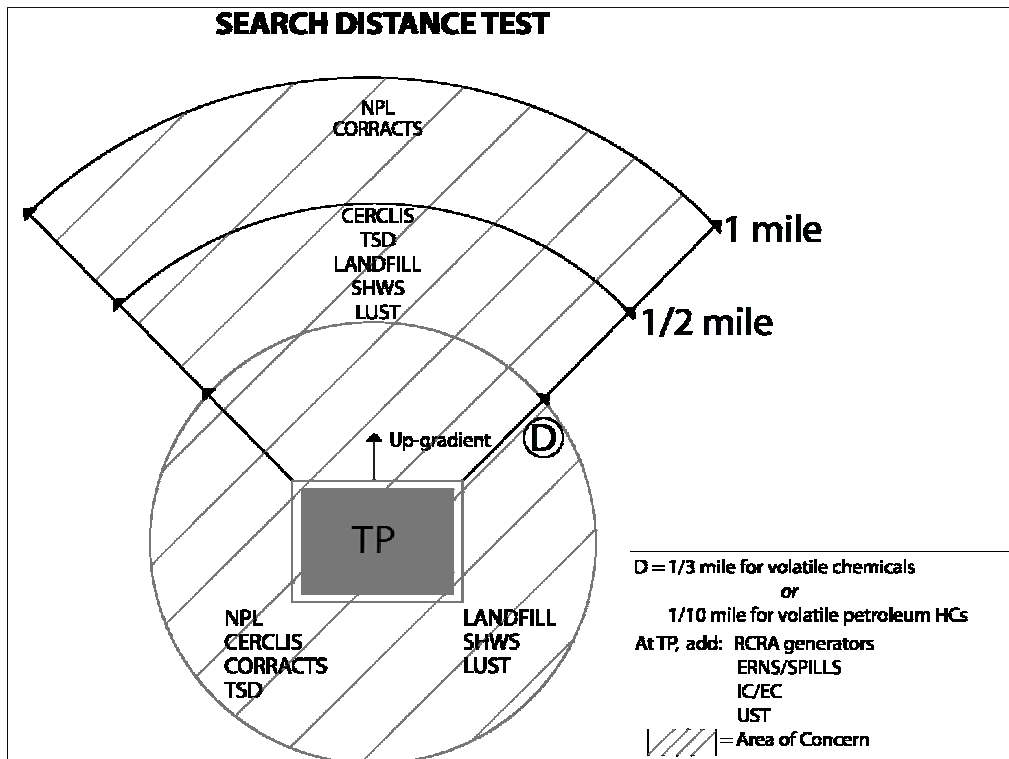 SEARCH DISTANCE TEST
NPL
CORRACTS
CERCLIS
TSD
LANDFILL
SHWS
LUST
1 mile
1/2 mile
Up-gradient
D
TP
NPL
CERCLIS
CORRACTS
TSD
LANDFILL
SHWS
LUST
D = 1/3 mile for volatile chemicals
or
1/10 mile for volatile petroleum HCs
At TP, add: RCRA generators
ERNS/SPILLS
IC/EC
UST
= Area of Concern